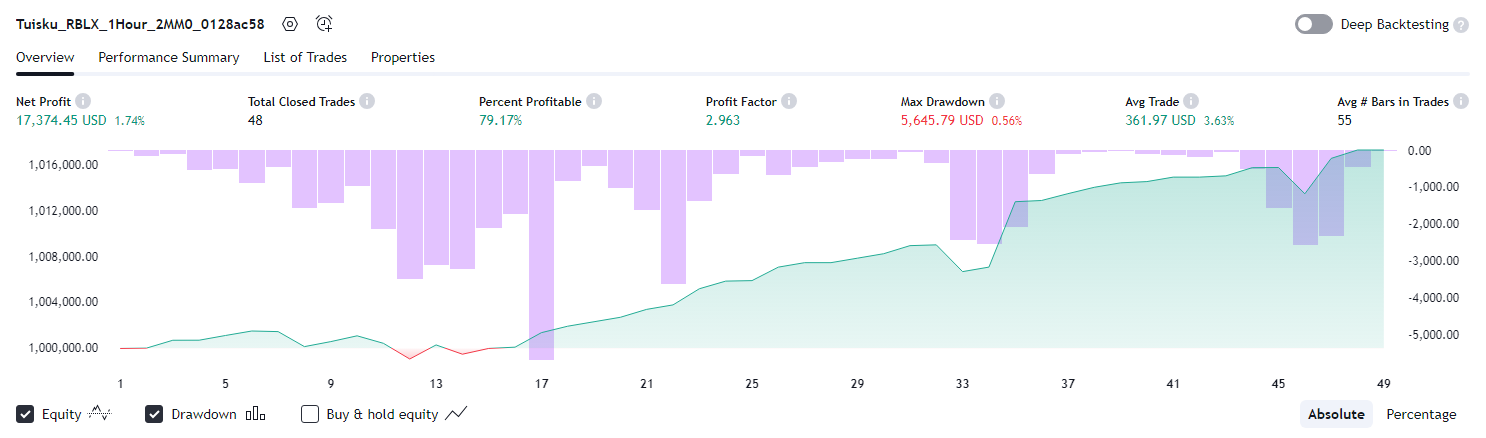 Tuisku_RBLX_1Hour_2MM0_0128ac58
Deep Backtesting ?
Overview Performance Summary List of Trades Properties
Net Profit i Total Closed Trades i Percent Profitable i Profit Factor i Max Drawdown i Avg Trade i Avg # Bars in Trades i
17,374.45 USD 1.74% 48 79.17% 2.963 5,645.79 USD 0.56% 361.97 USD 3.63% 55
1,016,000.00
1,012,000.00
1,008,000.00
1,004,000.00
1,000,000.00
0.00
-1,000.00
-2,000.00
-3,000.00
-4,000.00
-5,000.00
1 5 9 13 17 21 25 29 33 37 41 45 49
Equity Drawdown Buy & hold equity Absolute Percentage